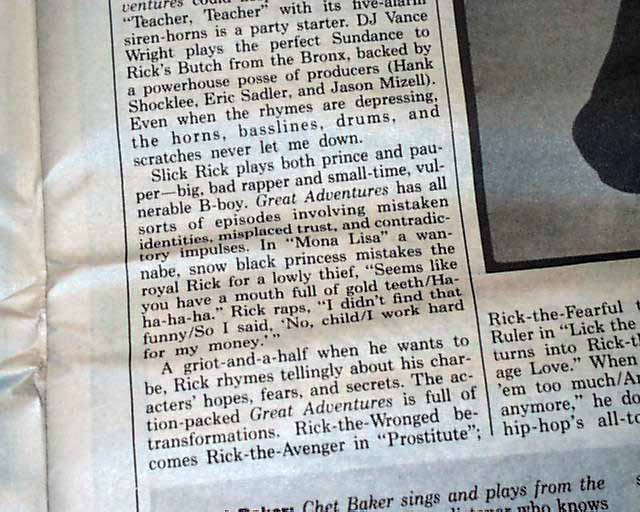 ventures could
"Teacher, Teacher" with its five-alarm
siren-horns is a party starter. DJ Vance
Wright plays the perfect Sundance to
Rick's Butch from the Bronx, backed by
a powerhouse posse of producers (Hank
Shocklee, Eric Sadler, and Jason Mizell).
Even when the rhymes are depressing,
the horns, basslines, drums, and
scratches never let me down.
Slick Rick plays both prince and pau-
per—big, bad rapper and small-time, vul-
nerable B-boy. Great Adventures has all
sorts of episodes involving mistaken
identities, misplaced trust, and contradic-
tory impulses. In "Mona Lisa" a wan-
nabe, snow black princess mistakes the
royal Rick for a lowly thief, "Seems like
you have a mouth full of gold teeth/Ha-
ha-ha-ha." Rick raps, "I didn't find that
funny/So I said, 'No, child/I work hard
for my money.'"
A griot-and-a-half when he wants to
be, Rick rhymes tellingly about his char-
acters' hopes, fears, and secrets. The ac-
tion-packed Great Adventures is full of
transformations. Rick-the-Wronged be-
comes Rick-the-Avenger in "Prostitute";
Rick-the-Fearful
Ruler in "Lick the
turns into Rick-th
age Love." When
'em too much/A
anymore," he do
hip-hop's all-to
Baker: Chet Baker sings and plays from the
listener who knows